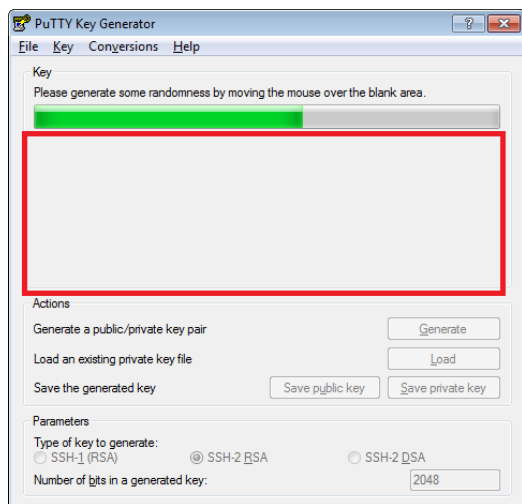 PuTTY Key Generator
File Key Conversions Help
Key
Please generate some randomness by moving the mouse over the blank area.
Actions
Generate a public/private key pair Generate
Load an existing private key file Load
Save the generated key Save public key Save private key
Parameters
Type of key to generate:
SSH-1 (RSA) SSH-2 RSA SSH-2 DSA
Number of bits in a generated key: 2048